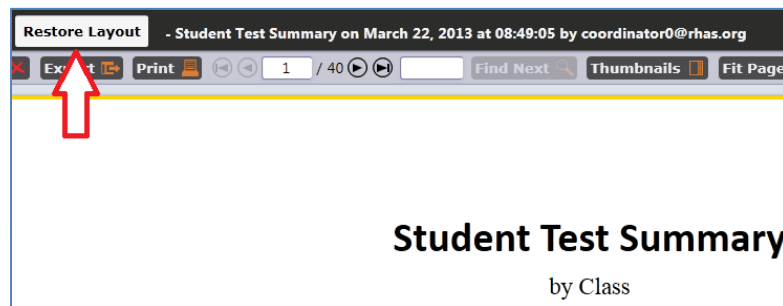 Restore Layout - Student Test Summary on March 22, 2013 at 08:49:05 by coordinator0@rhas.org
Print 1 / 40 Find Next Thumbnails Fit Page
Student Test Summary
by Class